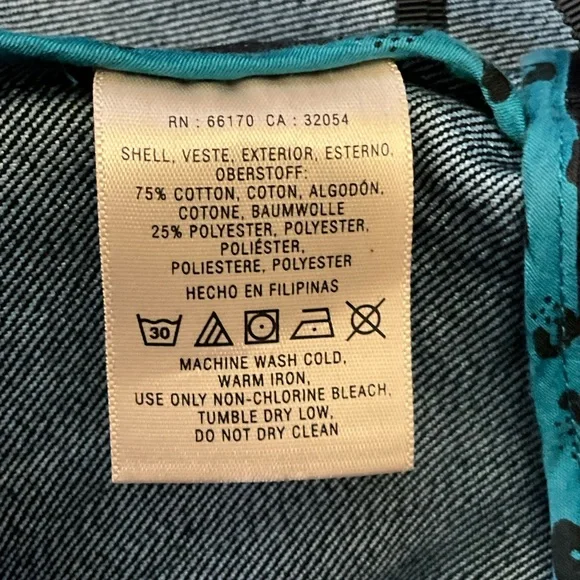 RN : 66170 CA : 32054
SHELL, VESTE, EXTERIOR, ESTERNO,
OBERSTOFF:
75% COTTON, COTON, ALGODÓN,
COTONE, BAUMWOLLE
25% POLYESTER, POLYESTER,
POLIÉSTER,
POLIESTERE, POLYESTER
HECHO EN FILIPINAS
30
MACHINE WASH COLD,
WARM IRON,
USE ONLY NON-CHLORINE BLEACH,
TUMBLE DRY LOW,
DO NOT DRY CLEAN